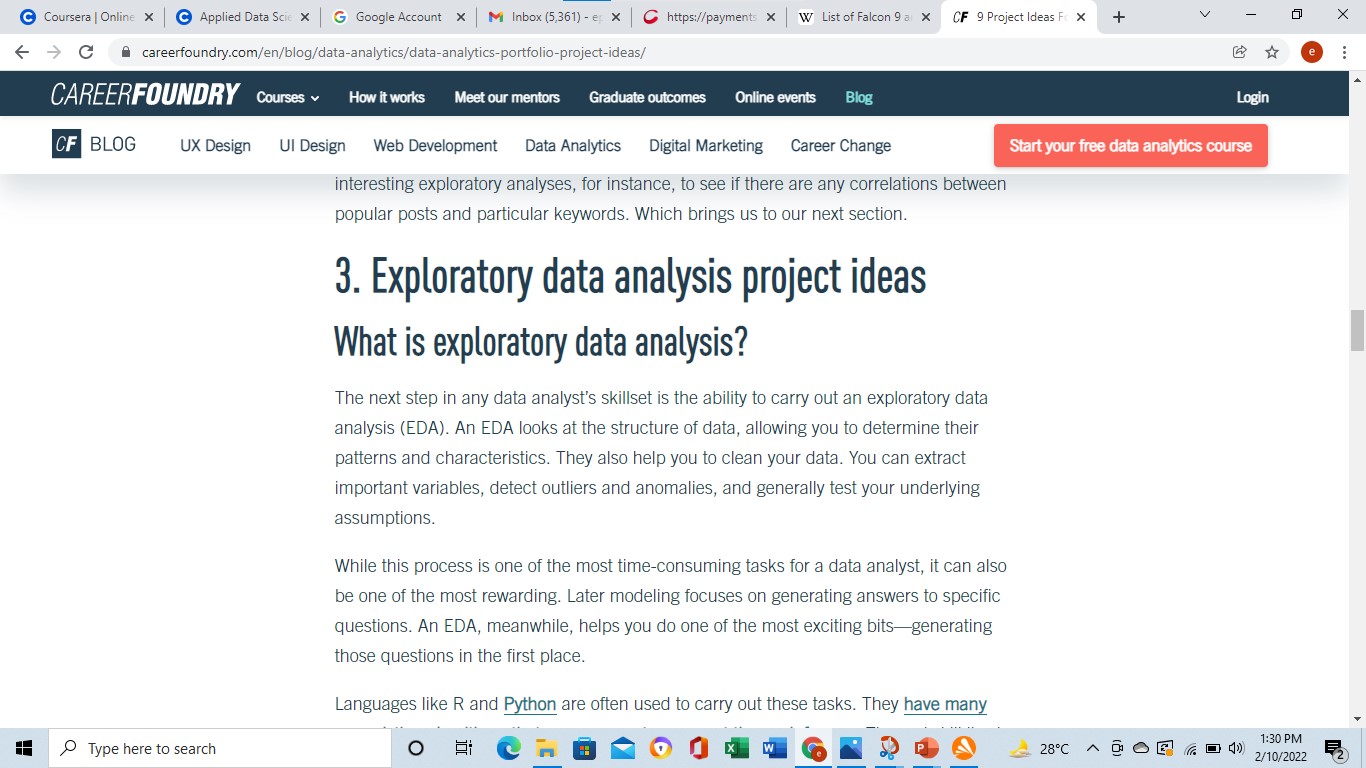 Coursera | Online
Applied Data Scie
Google Account
Inbox (5,361) - ep
https://payments
List of Falcon 9 a
CF 9 Project Ideas Fo
careerfoundry.com/en/blog/data-analytics/data-analytics-portfolio-project-ideas/
e
CAREERFOUNDRY
Courses
How it works
Meet our mentors
Graduate outcomes
Online events
Blog
Login
CF BLOG
UX Design
UI Design
Web Development
Data Analytics
Digital Marketing
Career Change
Start your free data analytics course
interesting exploratory analyses, for instance, to see if there are any correlations between
popular posts and particular keywords. Which brings us to our next section.
3. Exploratory data analysis project ideas
What is exploratory data analysis?
The next step in any data analyst’s skillset is the ability to carry out an exploratory data
analysis (EDA). An EDA looks at the structure of data, allowing you to determine their
patterns and characteristics. They also help you to clean your data. You can extract
important variables, detect outliers and anomalies, and generally test your underlying
assumptions.
While this process is one of the most time-consuming tasks for a data analyst, it can also
be one of the most rewarding. Later modeling focuses on generating answers to specific
questions. An EDA, meanwhile, helps you do one of the most exciting bits—generating
those questions in the first place.
Languages like R and Python are often used to carry out these tasks. They have many
Type here to search
28°C
1:30 PM
2/10/2022
2